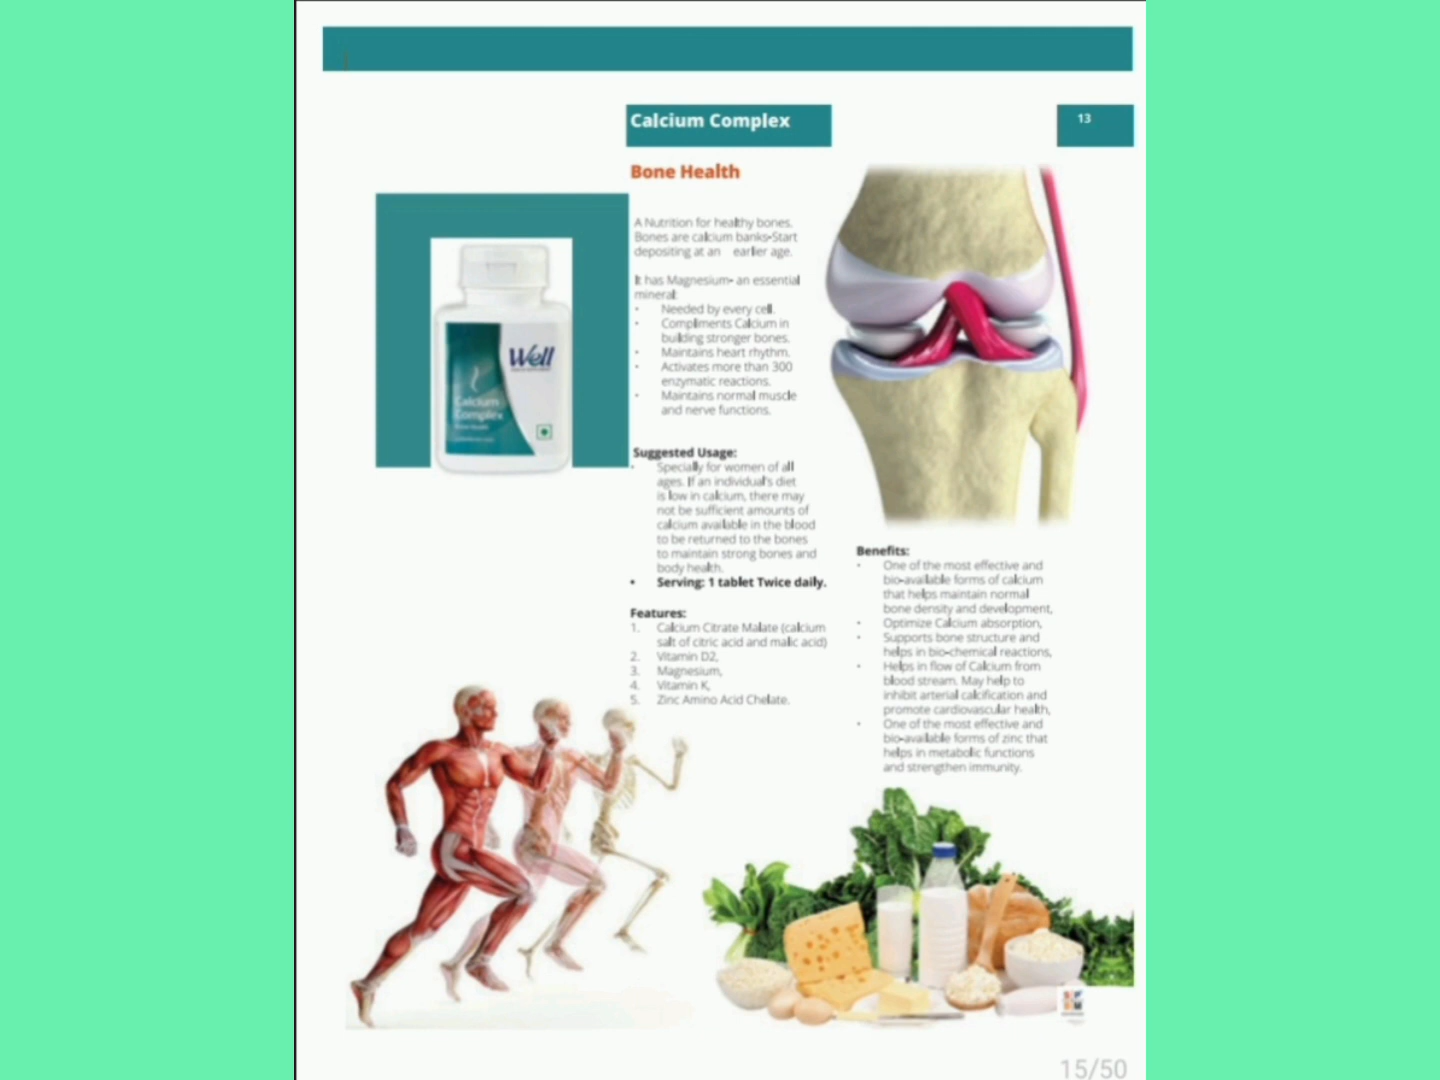 Calcium Complex
13
Bone Health
A Nutrition for healthy bones.
Bones are calcium banks-Start
depositing at an earlier age.
It has Magnesium- an essential
mineral:
• Needed by every cell.
• Compliments Calcium in
building stronger bones.
• Maintains heart rhythm.
• Activates more than 300
enzymatic reactions.
• Maintains normal muscle
and nerve functions.
Well
Calcium
Complex
Bone Health
Suggested Usage:
• Specially for women of all
ages. If an individual's diet
is low in calcium, there may
not be sufficient amounts of
calcium available in the blood
to be returned to the bones
to maintain strong bones and
body health.
• Serving: 1 tablet Twice daily.
Features:
1. Calcium Citrate Malate (calcium
salt of citric acid and malic acid)
2. Vitamin D2,
3. Magnesium,
4. Vitamin K,
5. Zinc Amino Acid Chelate.
Benefits:
• One of the most effective and
bio-available forms of calcium
that helps maintain normal
bone density and development,
• Optimize Calcium absorption,
• Supports bone structure and
helps in bio-chemical reactions,
• Helps in flow of Calcium from
blood stream. May help to
inhibit arterial calcification and
promote cardiovascular health,
• One of the most effective and
bio-available forms of zinc that
helps in metabolic functions
and strengthen immunity.
15/50